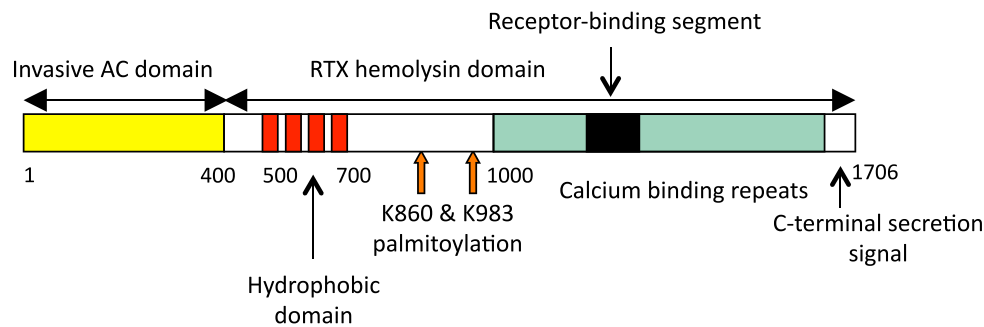 Receptor-binding segment
Invasive AC domain
RTX hemolysin domain
1
400
500
700
1000
1706
Calcium binding repeats
K860 & K983
palmitoylation
C-terminal secretion
signal
Hydrophobic
domain